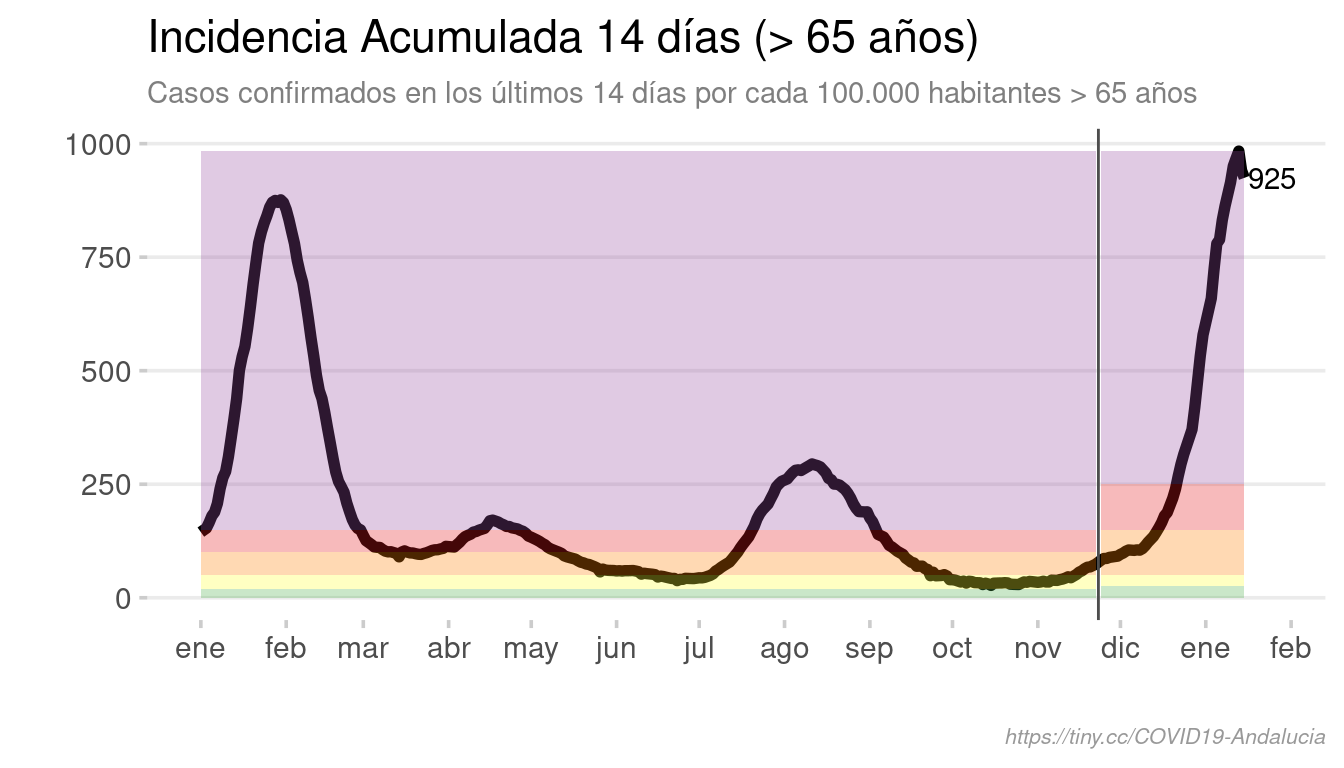 Incidencia Acumulada 14 días (> 65 años)
Casos confirmados en los últimos 14 días por cada 100.000 habitantes > 65 años
1000
925
750
500
250
0
ene feb mar abr may jun jul ago sep oct nov dic ene feb
https://tiny.cc/COVID19-Andalucia